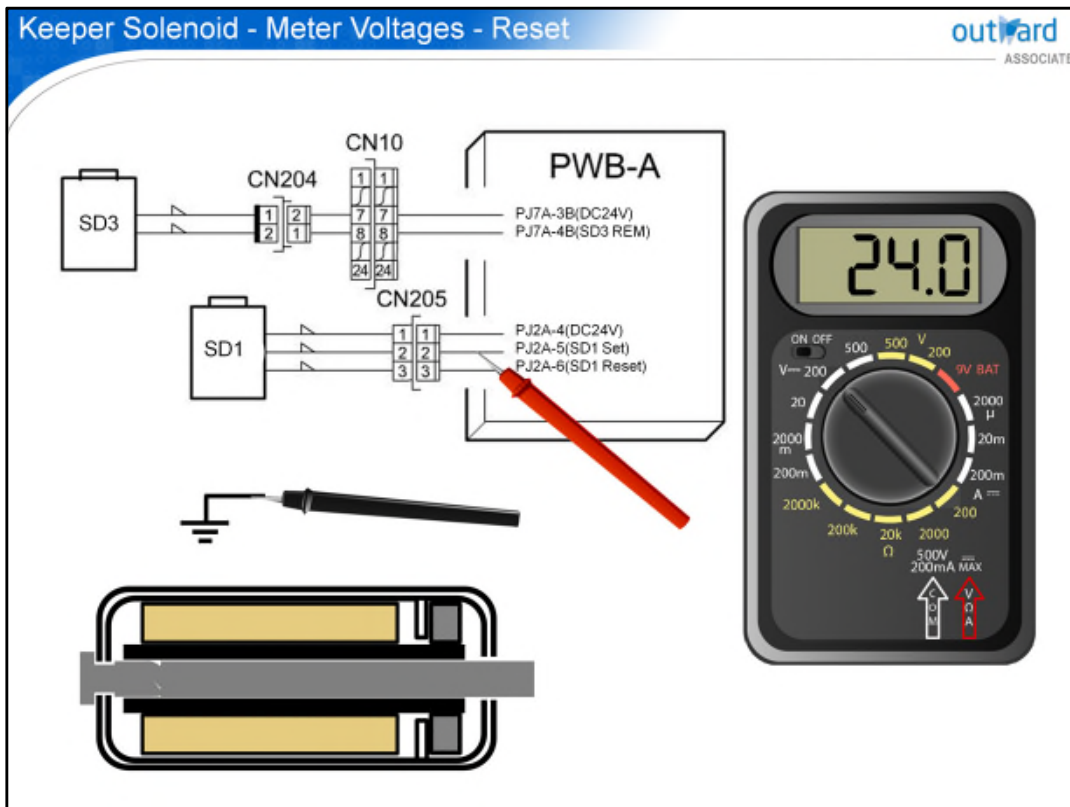 Keeper Solenoid - Meter Voltages - Reset
outward
ASSOCIATE
CN10
CN204
PWB-A
1 1
SD3
1 2
7 7
PJ7A-3B(DC24V)
2 1
8 8
PJ7A-4B(SD3 REM)
24 24
CN205
SD1
1 1
PJ2A-4(DC24V)
2 2
PJ2A-5(SD1 Set)
3 3
PJ2A-6(SD1 Reset)
24.0
ON OFF
500
500
V
200
9V BAT
V 200
20
2000
m
200m
2000k
200k
20k
Ω
2000
200
A
200m
20m
2000
μ
500V
200mA
MAX
COM
VΩA